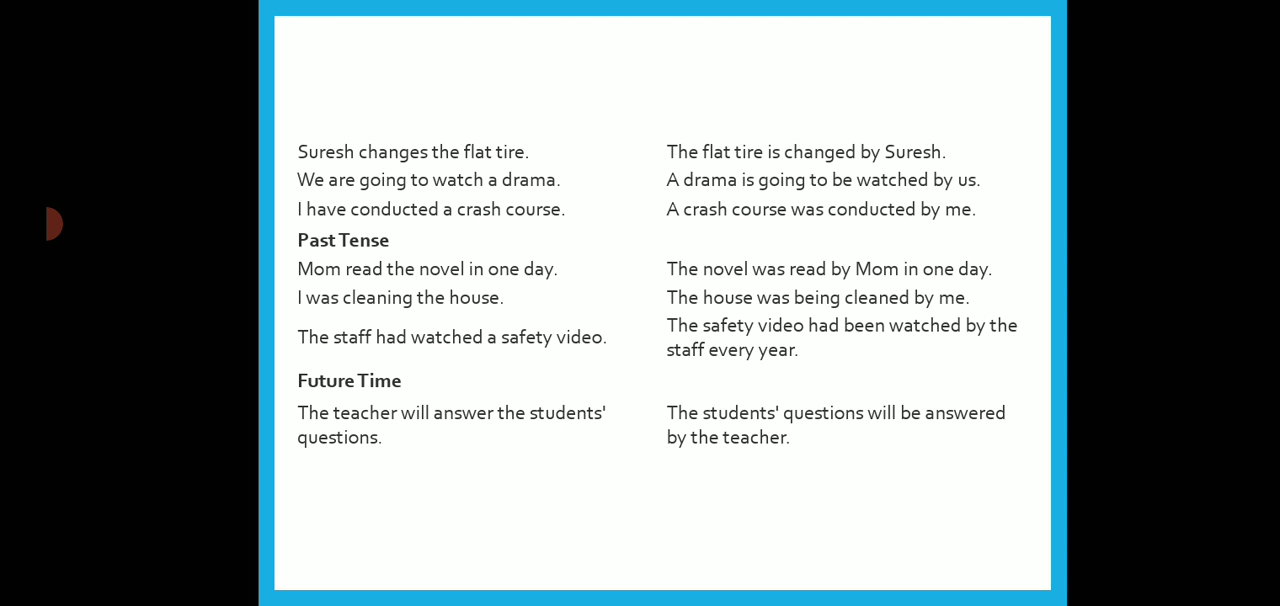 Suresh changes the flat tire. The flat tire is changed by Suresh.
We are going to watch a drama. A drama is going to be watched by us.
I have conducted a crash course. A crash course was conducted by me.
Past Tense
Mom read the novel in one day. The novel was read by Mom in one day.
I was cleaning the house. The house was being cleaned by me.
The staff had watched a safety video. The safety video had been watched by the
staff every year.
Future Time
The teacher will answer the students' The students' questions will be answered
questions. by the teacher.